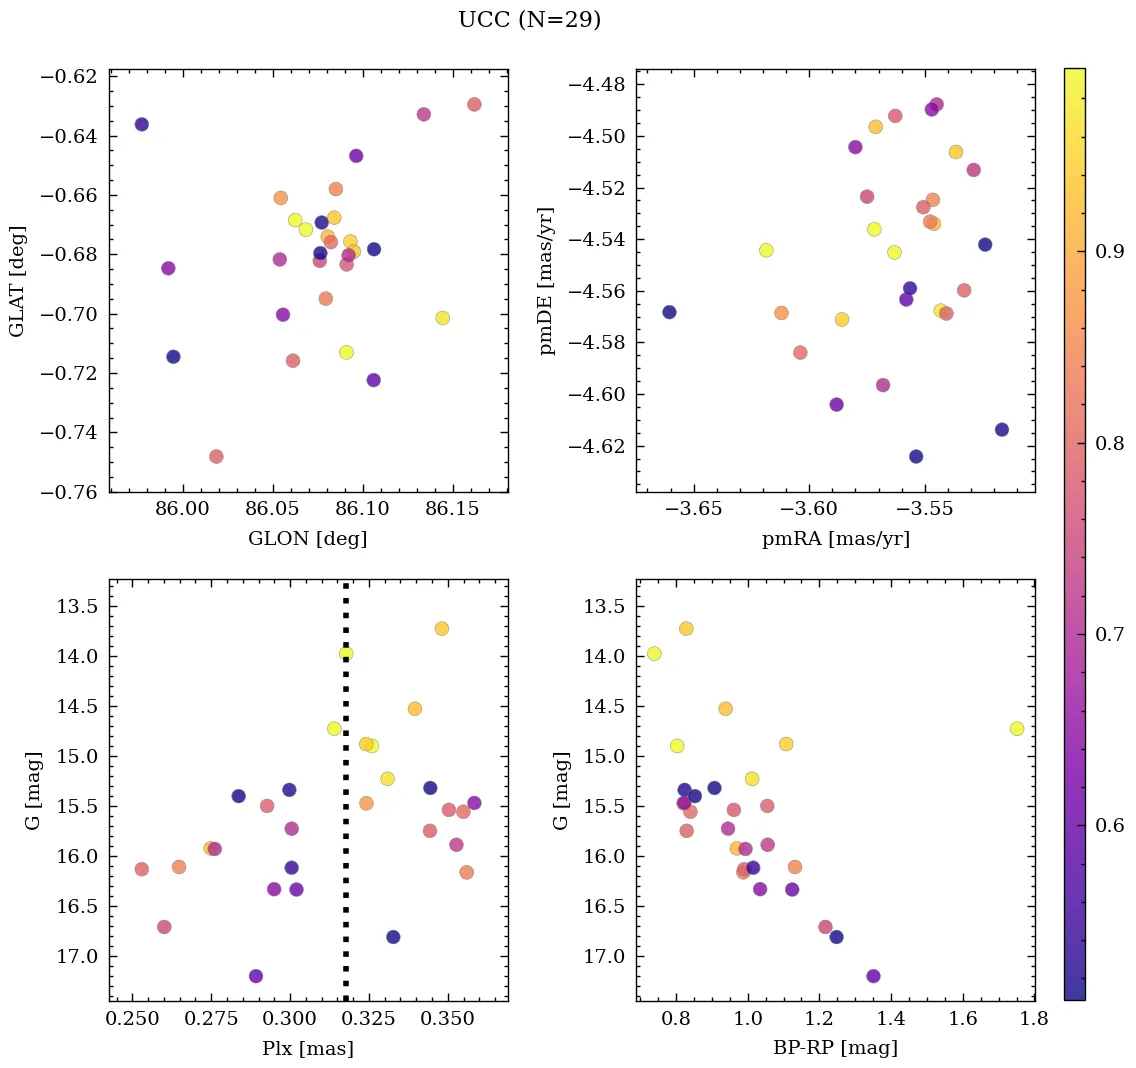 UCC (N=29)
−0.62
−0.64
−0.66
−0.68
−0.70
−0.72
−0.74
−0.76
GLAT [deg]
86.00 86.05 86.10 86.15
GLON [deg]
−4.48
−4.50
−4.52
−4.54
−4.56
−4.58
−4.60
−4.62
pmDE [mas/yr]
−3.65 −3.60 −3.55
pmRA [mas/yr]
13.5
14.0
14.5
15.0
15.5
16.0
16.5
17.0
G [mag]
0.250 0.275 0.300 0.325 0.350
Plx [mas]
13.5
14.0
14.5
15.0
15.5
16.0
16.5
17.0
G [mag]
0.8 1.0 1.2 1.4 1.6 1.8
BP-RP [mag]
0.9
0.8
0.7
0.6